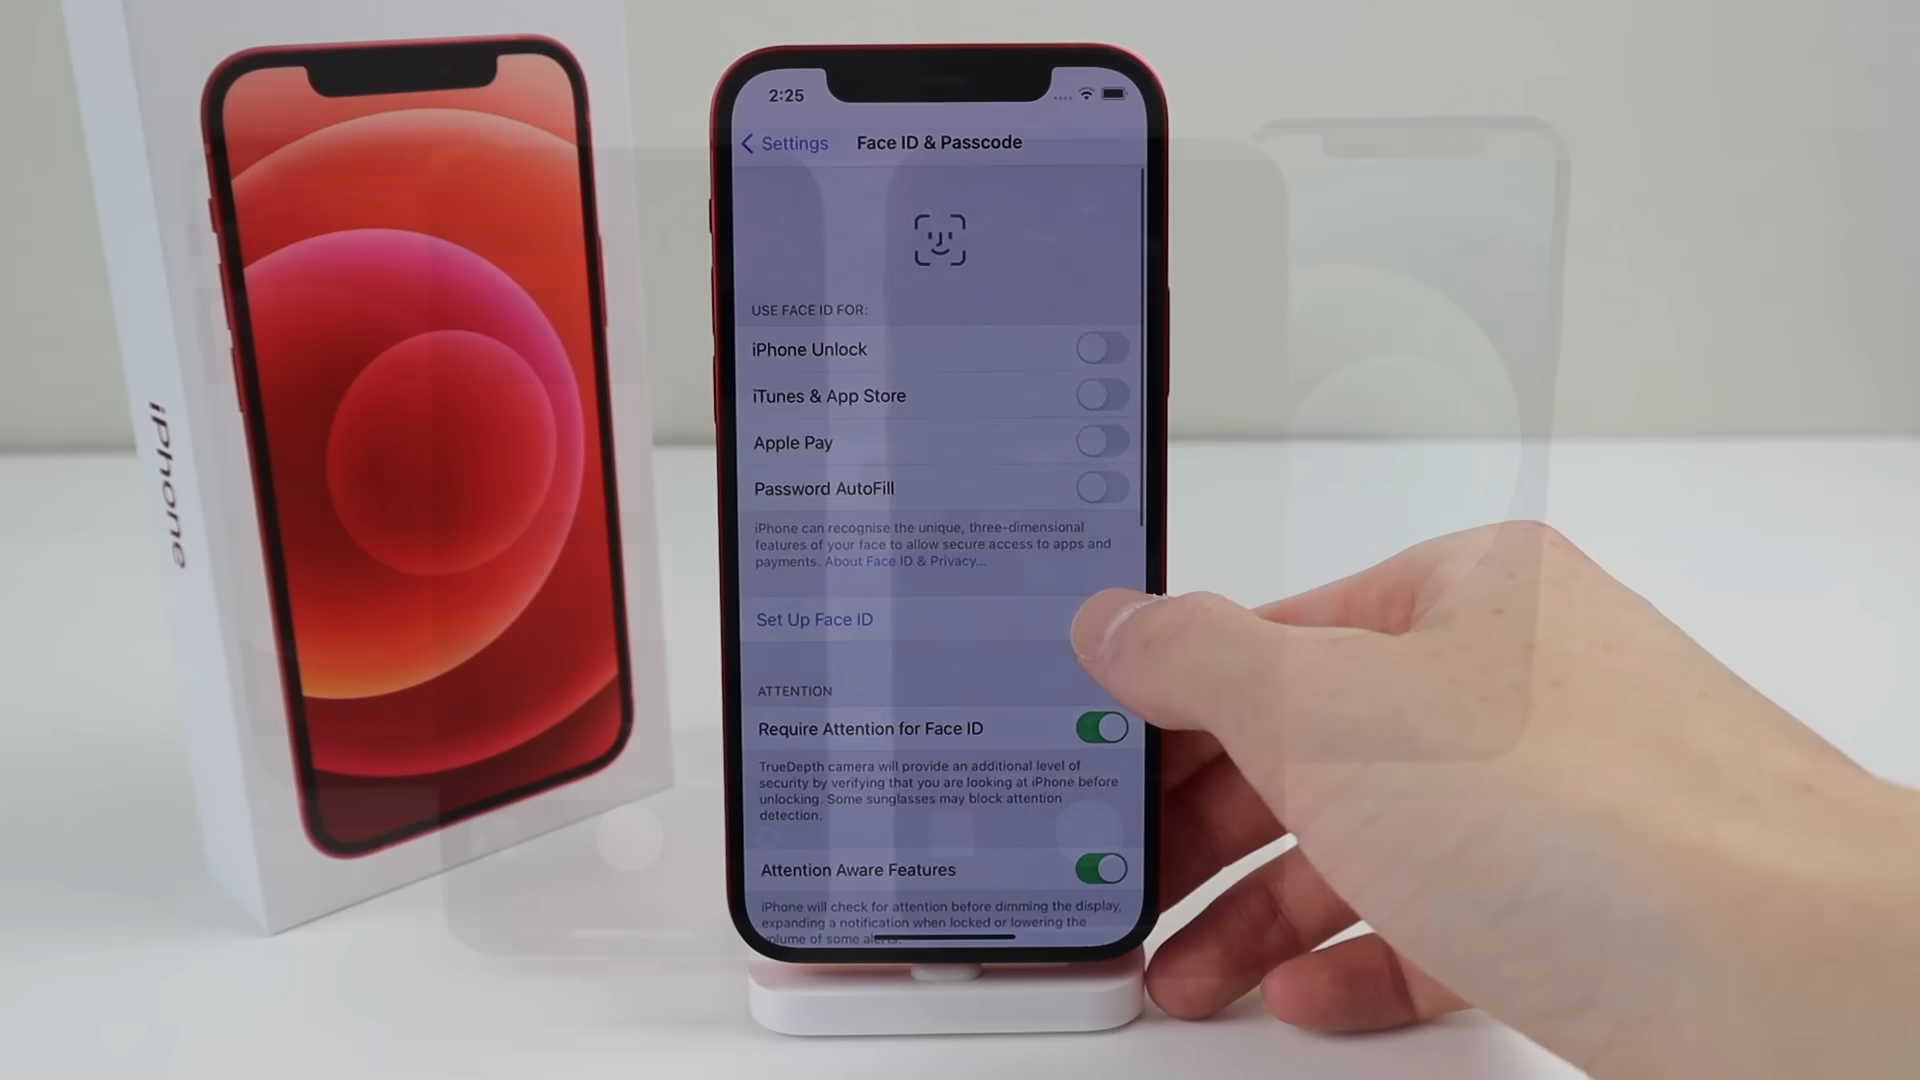 iPhone
2:25
Settings
Face ID & Passcode
USE FACE ID FOR:
iPhone Unlock
iTunes & App Store
Apple Pay
Password AutoFill
iPhone can recognise the unique, three-dimensional
features of your face to allow secure access to apps and
payments. About Face ID & Privacy...
Set Up Face ID
ATTENTION
Require Attention for Face ID
TrueDepth camera will provide an additional level of
security by verifying that you are looking at iPhone before
unlocking. Some sunglasses may block attention
detection.
Attention Aware Features
iPhone will check for attention before dimming the display,
expanding a notification when locked or lowering the
volume of some alerts.